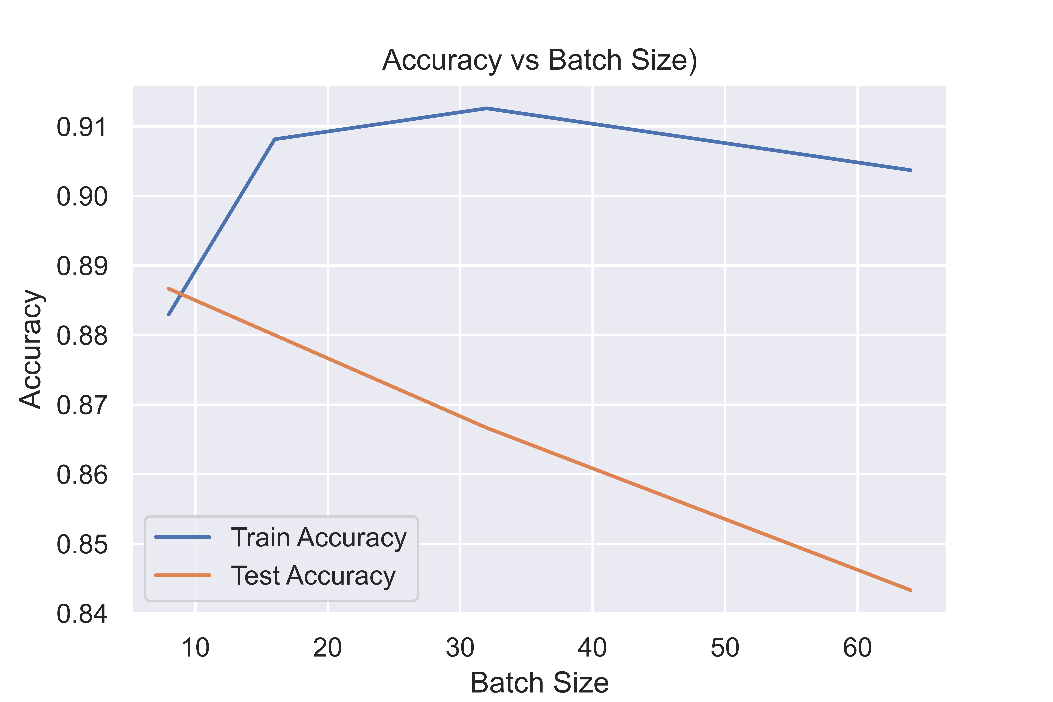 Accuracy vs Batch Size)
0.91
0.90
0.89
0.88
0.87
0.86
0.85
0.84
Accuracy
Train Accuracy
Test Accuracy
10 20 30 40 50 60
Batch Size